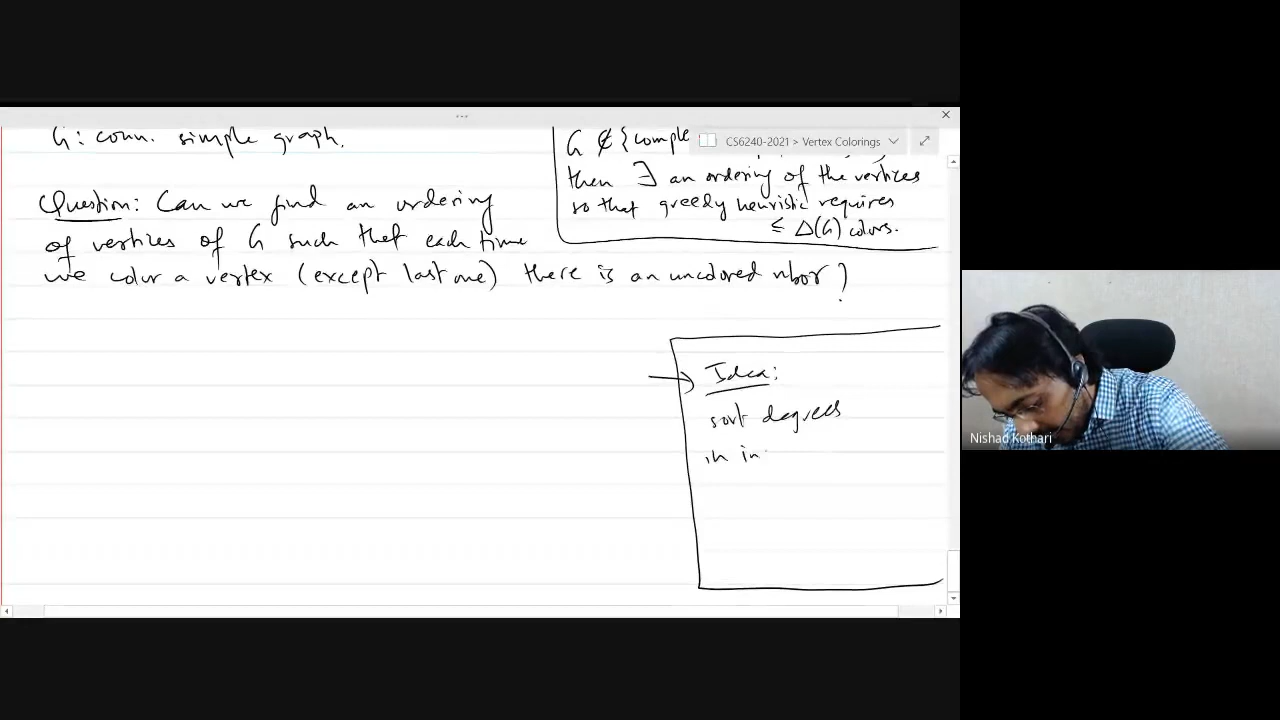 G: conn. simple graph.
G ∉ {comple
CS6240-2021 > Vertex Colorings
then ∃ an ordering of the vertices
so that greedy heuristic requires
≤ Δ(G) colors.
Question: Can we find an ordering
of vertices of G such that each time
we color a vertex (except last one) there is an uncolored nbor?
Idea:
sort degrees
in in
Nishad Kothari